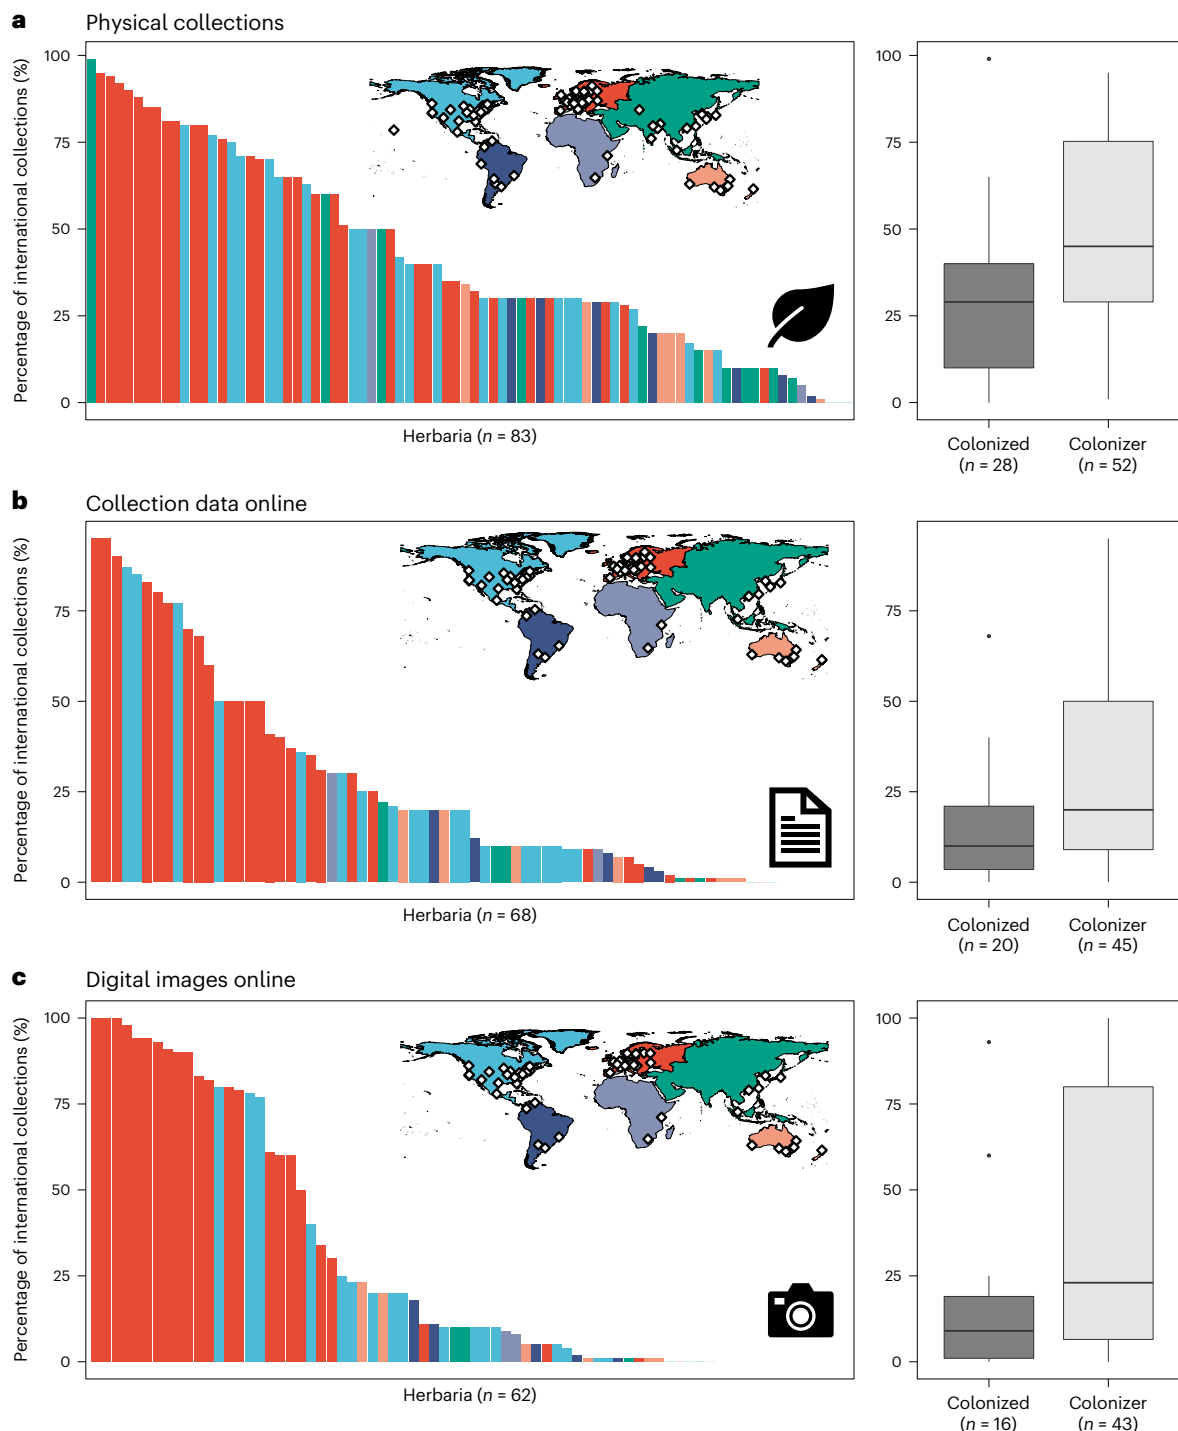 a Physical collections
Percentage of international collections (%)
100
75
50
25
0
Herbaria (n = 83)
100
75
50
25
0
Colonized
(n = 28)
Colonizer
(n = 52)
b Collection data online
Percentage of international collections (%)
75
50
25
0
Herbaria (n = 68)
75
50
25
0
Colonized
(n = 20)
Colonizer
(n = 45)
c Digital images online
Percentage of international collections (%)
100
75
50
25
0
Herbaria (n = 62)
100
75
50
25
0
Colonized
(n = 16)
Colonizer
(n = 43)